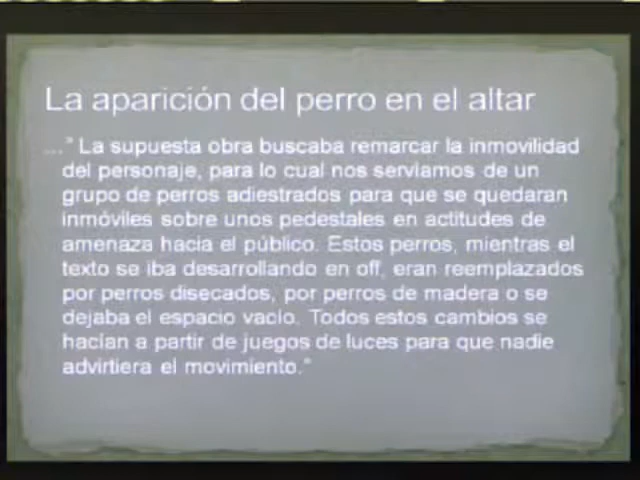 La aparición del perro en el altar
…" La supuesta obra buscaba remarcar la inmovilidad
del personaje, para lo cual nos servíamos de un
grupo de perros adiestrados para que se quedaran
inmóviles sobre unos pedestales en actitudes de
amenaza hacia el público. Estos perros, mientras el
texto se iba desarrollando en off, eran reemplazados
por perros disecados, por perros de madera o se
dejaba el espacio vacío. Todos estos cambios se
hacían a partir de juegos de luces para que nadie
advirtiera el movimiento."